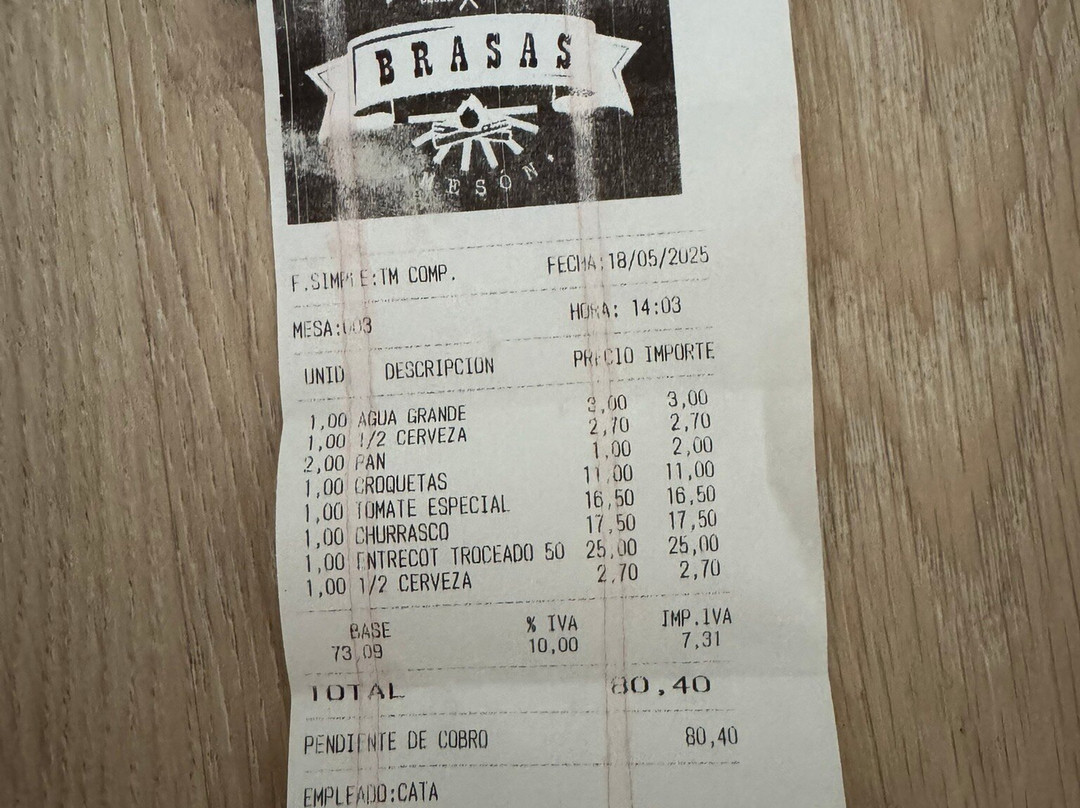 BRASAS
MESÓN
F.SIMPLE:TM COMP. FECHA:18/05/2025
MESA:003 HORA: 14:03
UNID DESCRIPCION PRECIO IMPORTE
1,00 AGUA GRANDE 3,00 3,00
1,00 1/2 CERVEZA 2,70 2,70
2,00 PAN 1,00 2,00
1,00 CROQUETAS 11,00 11,00
1,00 TOMATE ESPECIAL 16,50 16,50
1,00 CHURRASCO 17,50 17,50
1,00 ENTRECOT TROCEADO 50 25,00 25,00
1,00 1/2 CERVEZA 2,70 2,70
BASE % IVA IMP.IVA
73,09 10,00 7,31
TOTAL 80,40
PENDIENTE DE COBRO 80,40
EMPLEADO:CATA